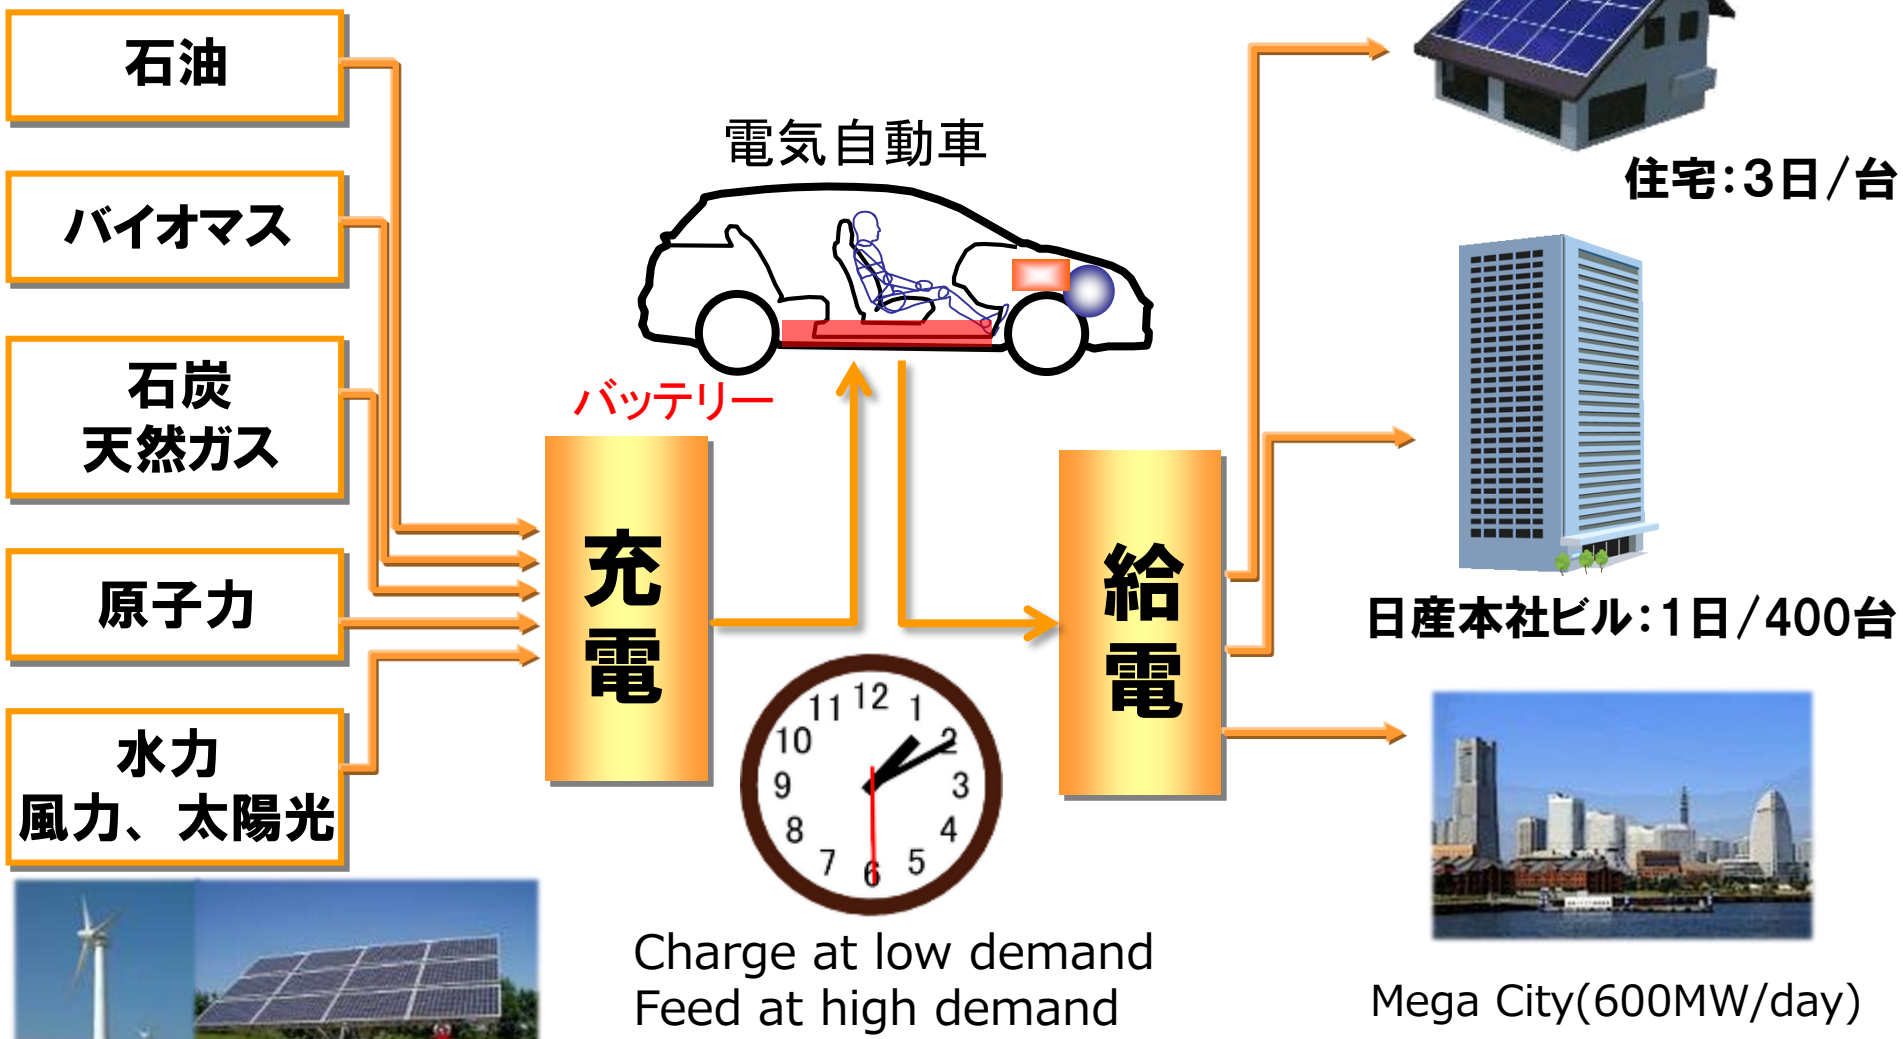 石油
バイオマス
石炭
天然ガス
原子力
水力
風力、太陽光
電気自動車
バッテリー
充電
給電
12
1
2
3
4
5
6
7
8
9
10
11
Charge at low demand
Feed at high demand
住宅：3日/台
日産本社ビル：1日/400台
Mega City(600MW/day)